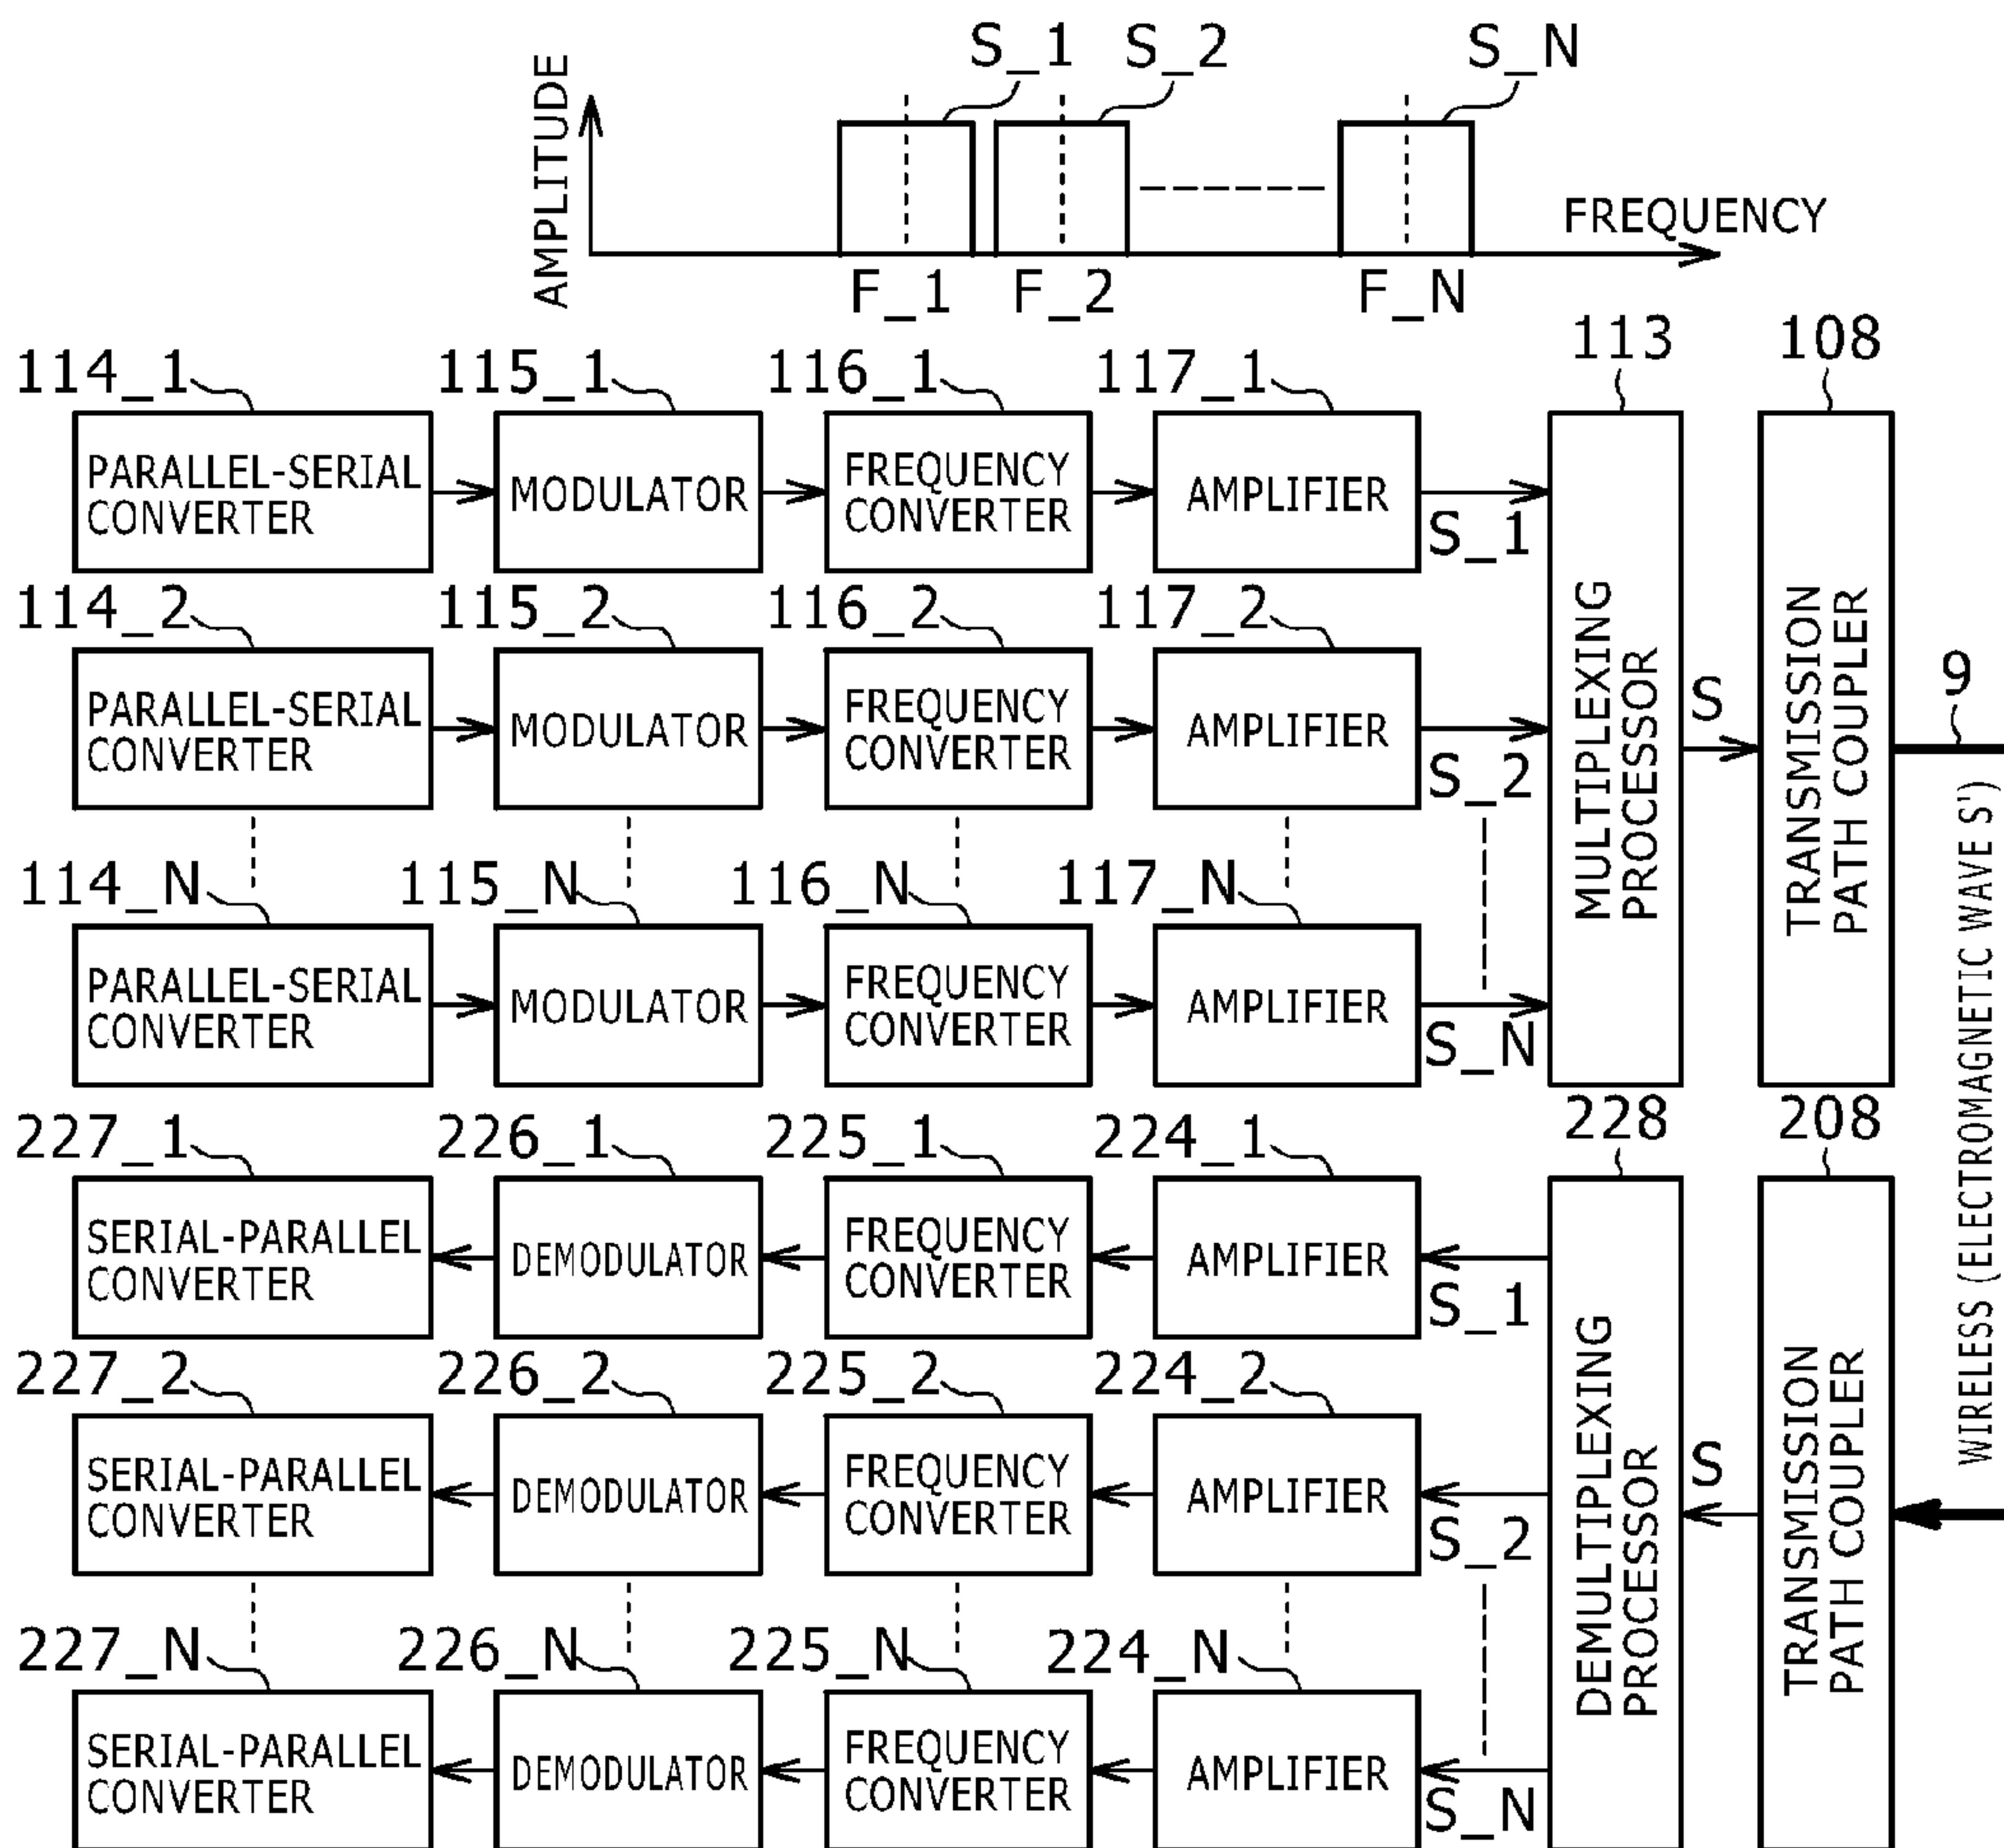 S_1
S_2
S_N
AMPLITUDE
FREQUENCY
F_1
F_2
F_N
113
108
114_1
115_1
116_1
117_1
PARALLEL-SERIAL
CONVERTER
MODULATOR
FREQUENCY
CONVERTER
AMPLIFIER
S_1
114_2
115_2
116_2
117_2
PARALLEL-SERIAL
CONVERTER
MODULATOR
FREQUENCY
CONVERTER
AMPLIFIER
S_2
114_N
115_N
116_N
117_N
PARALLEL-SERIAL
CONVERTER
MODULATOR
FREQUENCY
CONVERTER
AMPLIFIER
S_N
MULTIPLEXING
PROCESSOR
S
TRANSMISSION
PATH COUPLER
9
WIRELESS (ELECTROMAGNETIC WAVE S')
228
208
227_1
226_1
225_1
224_1
SERIAL-PARALLEL
CONVERTER
DEMODULATOR
FREQUENCY
CONVERTER
AMPLIFIER
S_1
227_2
226_2
225_2
224_2
SERIAL-PARALLEL
CONVERTER
DEMODULATOR
FREQUENCY
CONVERTER
AMPLIFIER
S_2
227_N
226_N
225_N
224_N
SERIAL-PARALLEL
CONVERTER
DEMODULATOR
FREQUENCY
CONVERTER
AMPLIFIER
S_N
DEMULTIPLEXING
PROCESSOR
S
TRANSMISSION
PATH COUPLER